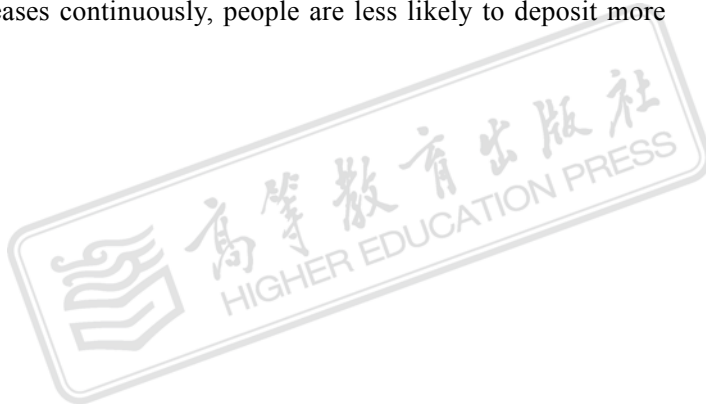 eases continuously, people are less likely to deposit more
高等教育出版社
HIGHER EDUCATION PRESS